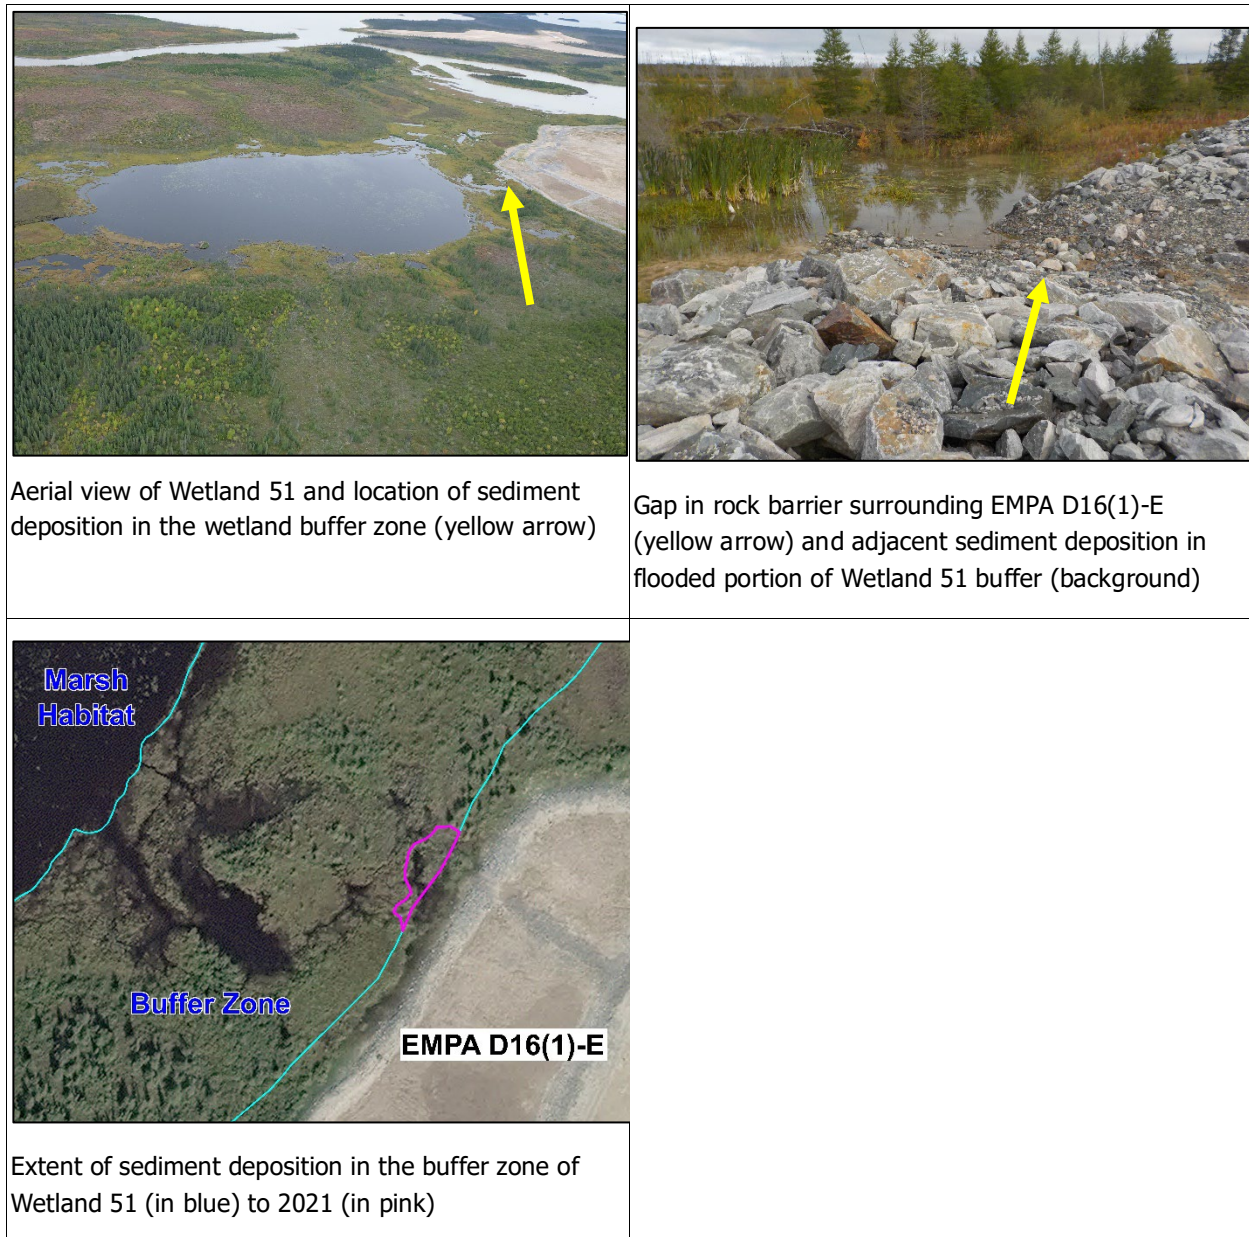 Aerial view of Wetland 51 and location of sediment
deposition in the wetland buffer zone (yellow arrow)
Gap in rock barrier surrounding EMPA D16(1)-E
(yellow arrow) and adjacent sediment deposition in
flooded portion of Wetland 51 buffer (background)
Marsh
Habitat
Buffer Zone
EMPA D16(1)-E
Extent of sediment deposition in the buffer zone of
Wetland 51 (in blue) to 2021 (in pink)